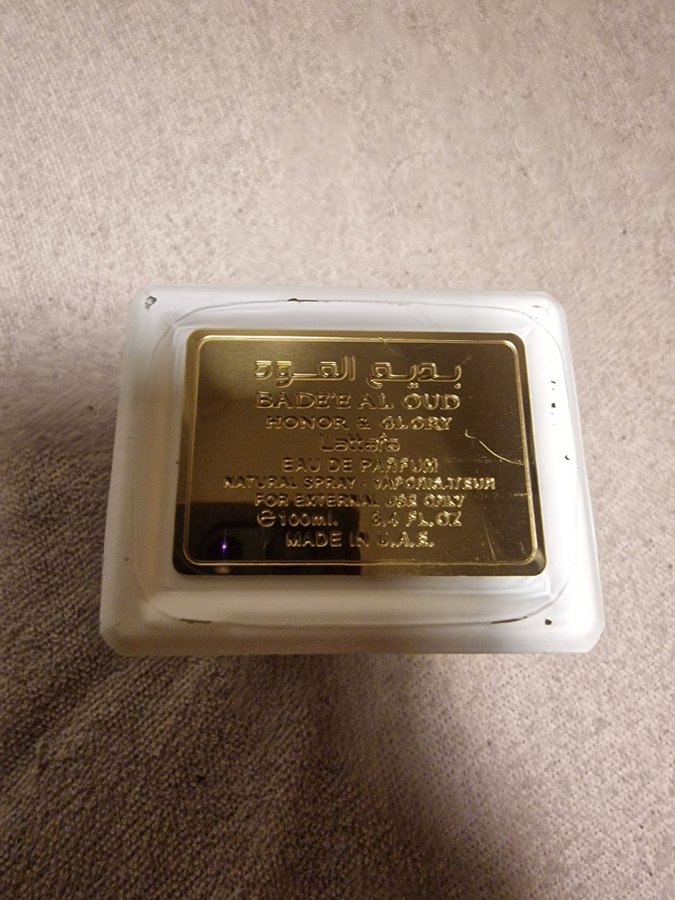 بديع العود
BADE'E AL OUD
HONOR & GLORY
Lattafa
EAU DE PARFUM
NATURAL SPRAY - VAPORISATEUR
FOR EXTERNAL USE ONLY
℮100ml. 3,4 FL.OZ
MADE IN U.A.E.